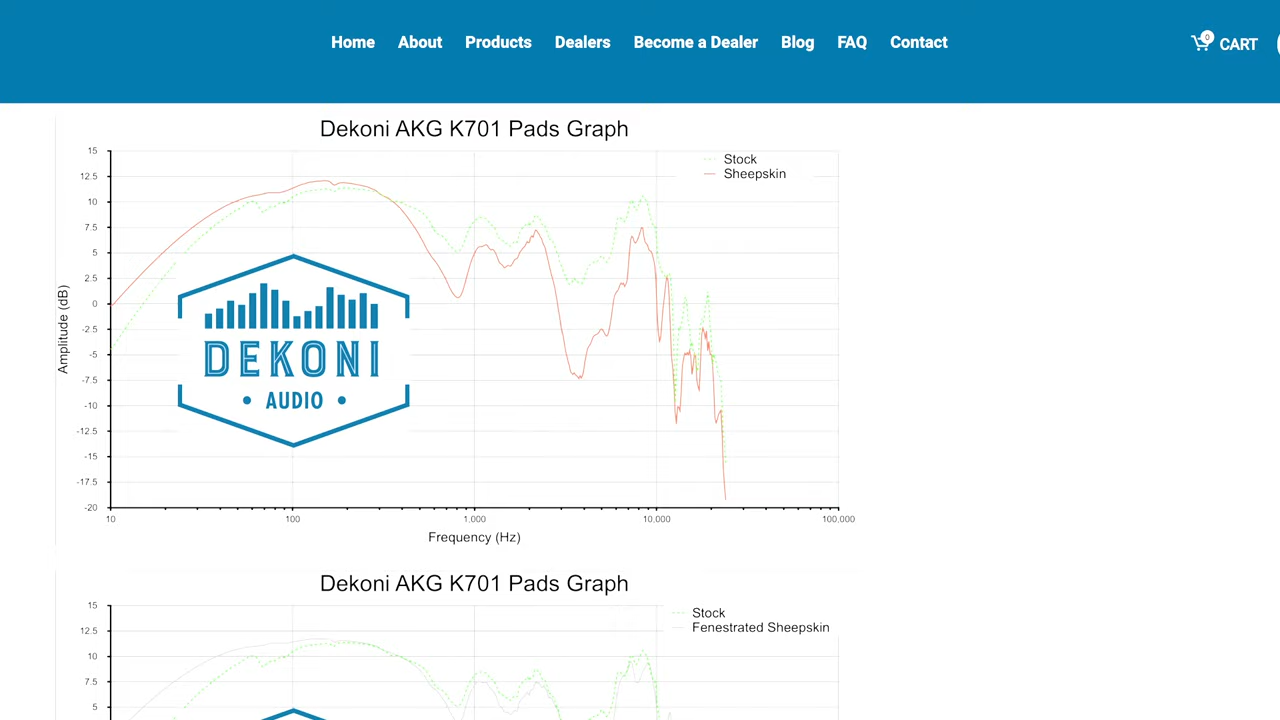 Home About Products Dealers Become a Dealer Blog FAQ Contact
0 CART
Dekoni AKG K701 Pads Graph
Stock
Sheepskin
15
12.5
10
7.5
5
2.5
0
-2.5
-5
-7.5
-10
-12.5
-15
-17.5
-20
Amplitude (dB)
DEKONI
• AUDIO •
10 100 1,000 10,000 100,000
Frequency (Hz)
Dekoni AKG K701 Pads Graph
Stock
Fenestrated Sheepskin
15
12.5
10
7.5
5